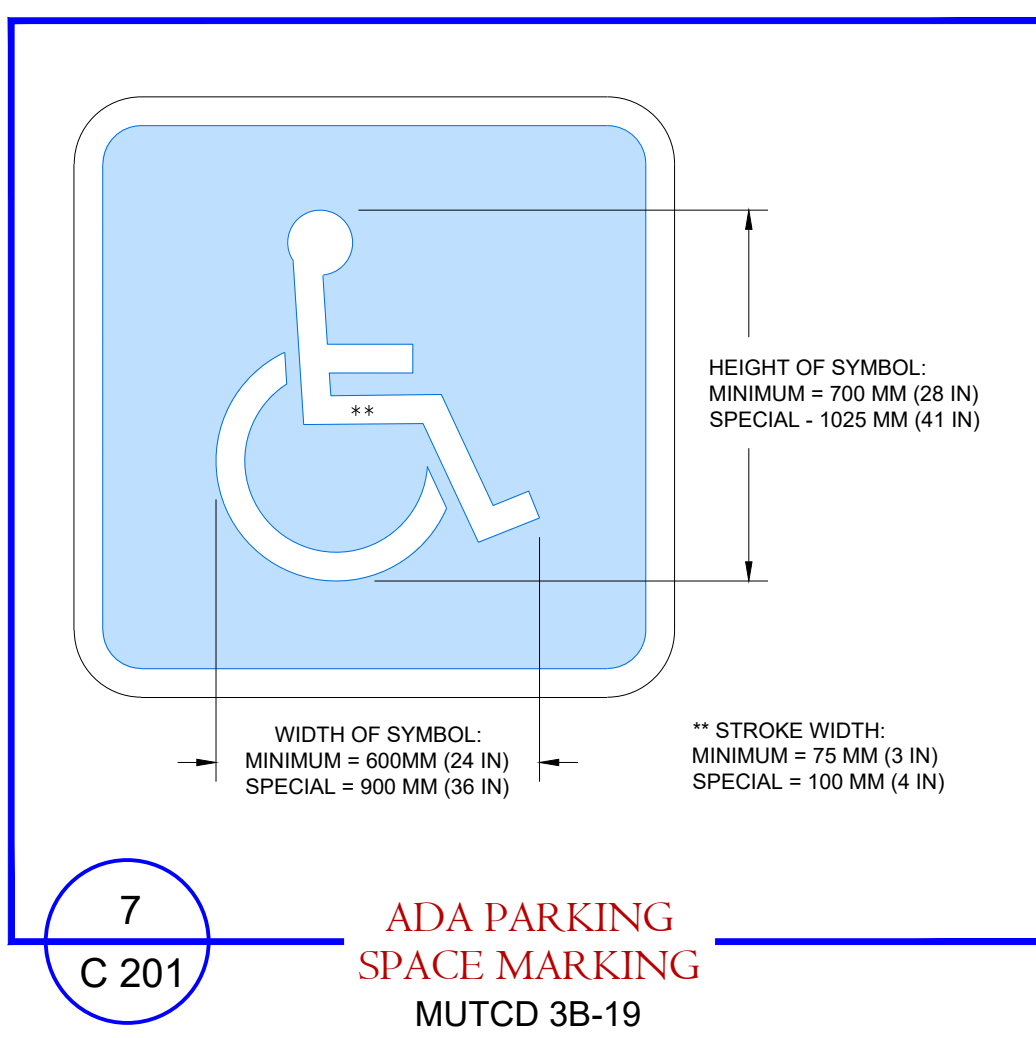 **
HEIGHT OF SYMBOL:
MINIMUM = 700 MM (28 IN)
SPECIAL - 1025 MM (41 IN)
WIDTH OF SYMBOL:
MINIMUM = 600MM (24 IN)
SPECIAL = 900 MM (36 IN)
** STROKE WIDTH:
MINIMUM = 75 MM (3 IN)
SPECIAL = 100 MM (4 IN)
7
C 201
ADA PARKING
SPACE MARKING
MUTCD 3B-19